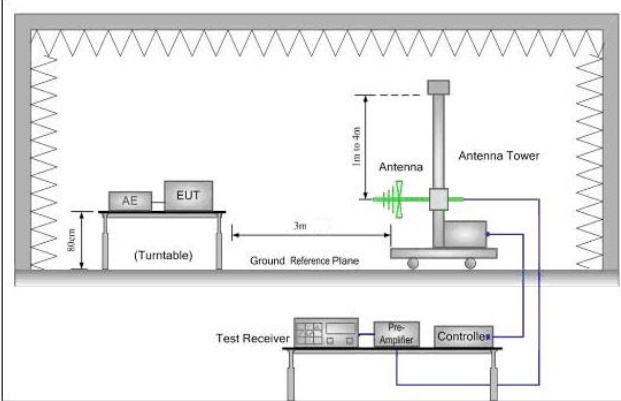 1m to 4m
Antenna
Antenna Tower
AE
EUT
80cm
(Turntable)
3m
Ground Reference Plane
Test Receiver
Pre-
Amplifier
Controller